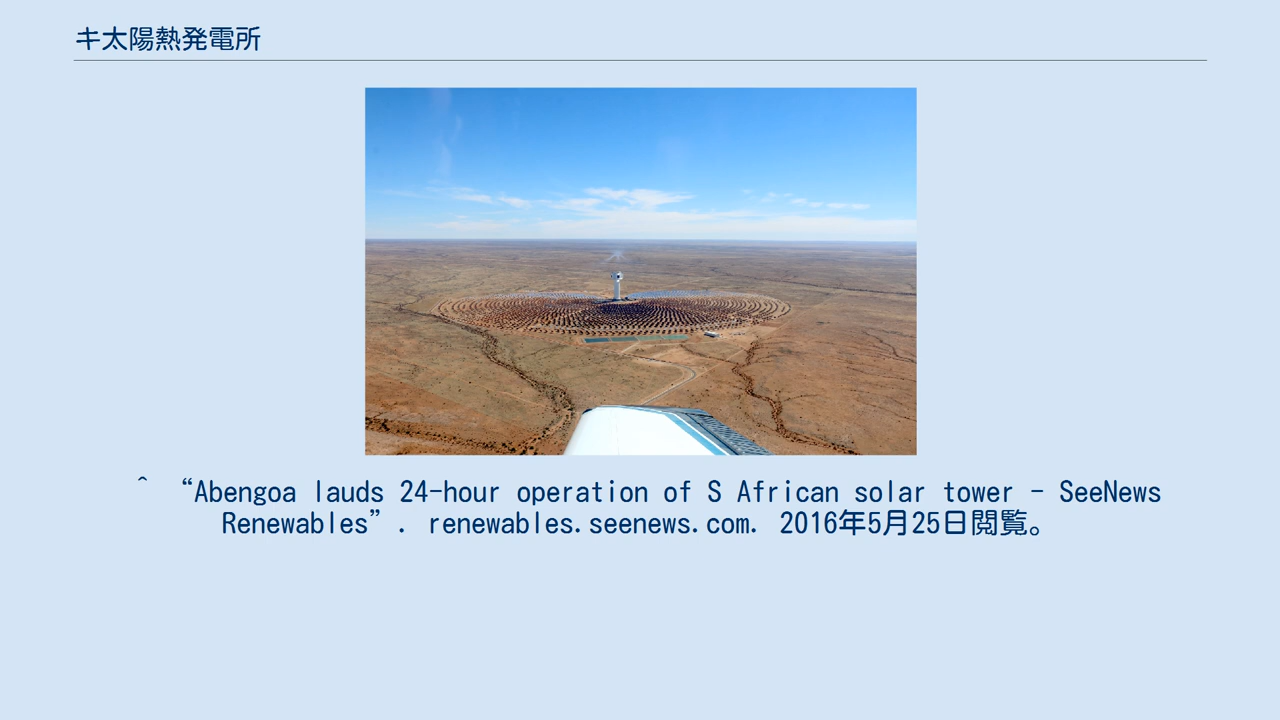 キ太陽熱発電所
^ “Abengoa lauds 24-hour operation of S African solar tower - SeeNews
Renewables”. renewables.seenews.com. 2016年5月25日閲覧。